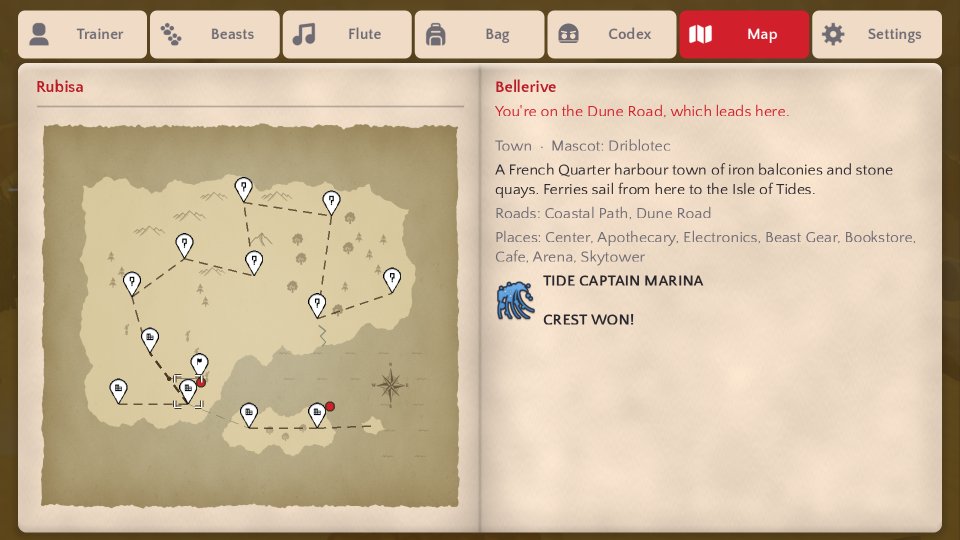 Trainer
Beasts
Flute
Bag
Codex
Map
Settings
Rubisa
Bellerive
You're on the Dune Road, which leads here.
Town · Mascot: Driblotec
A French Quarter harbour town of iron balconies and stone
quays. Ferries sail from here to the Isle of Tides.
Roads: Coastal Path, Dune Road
Places: Center, Apothecary, Electronics, Beast Gear, Bookstore,
Cafe, Arena, Skytower
TIDE CAPTAIN MARINA
CREST WON!